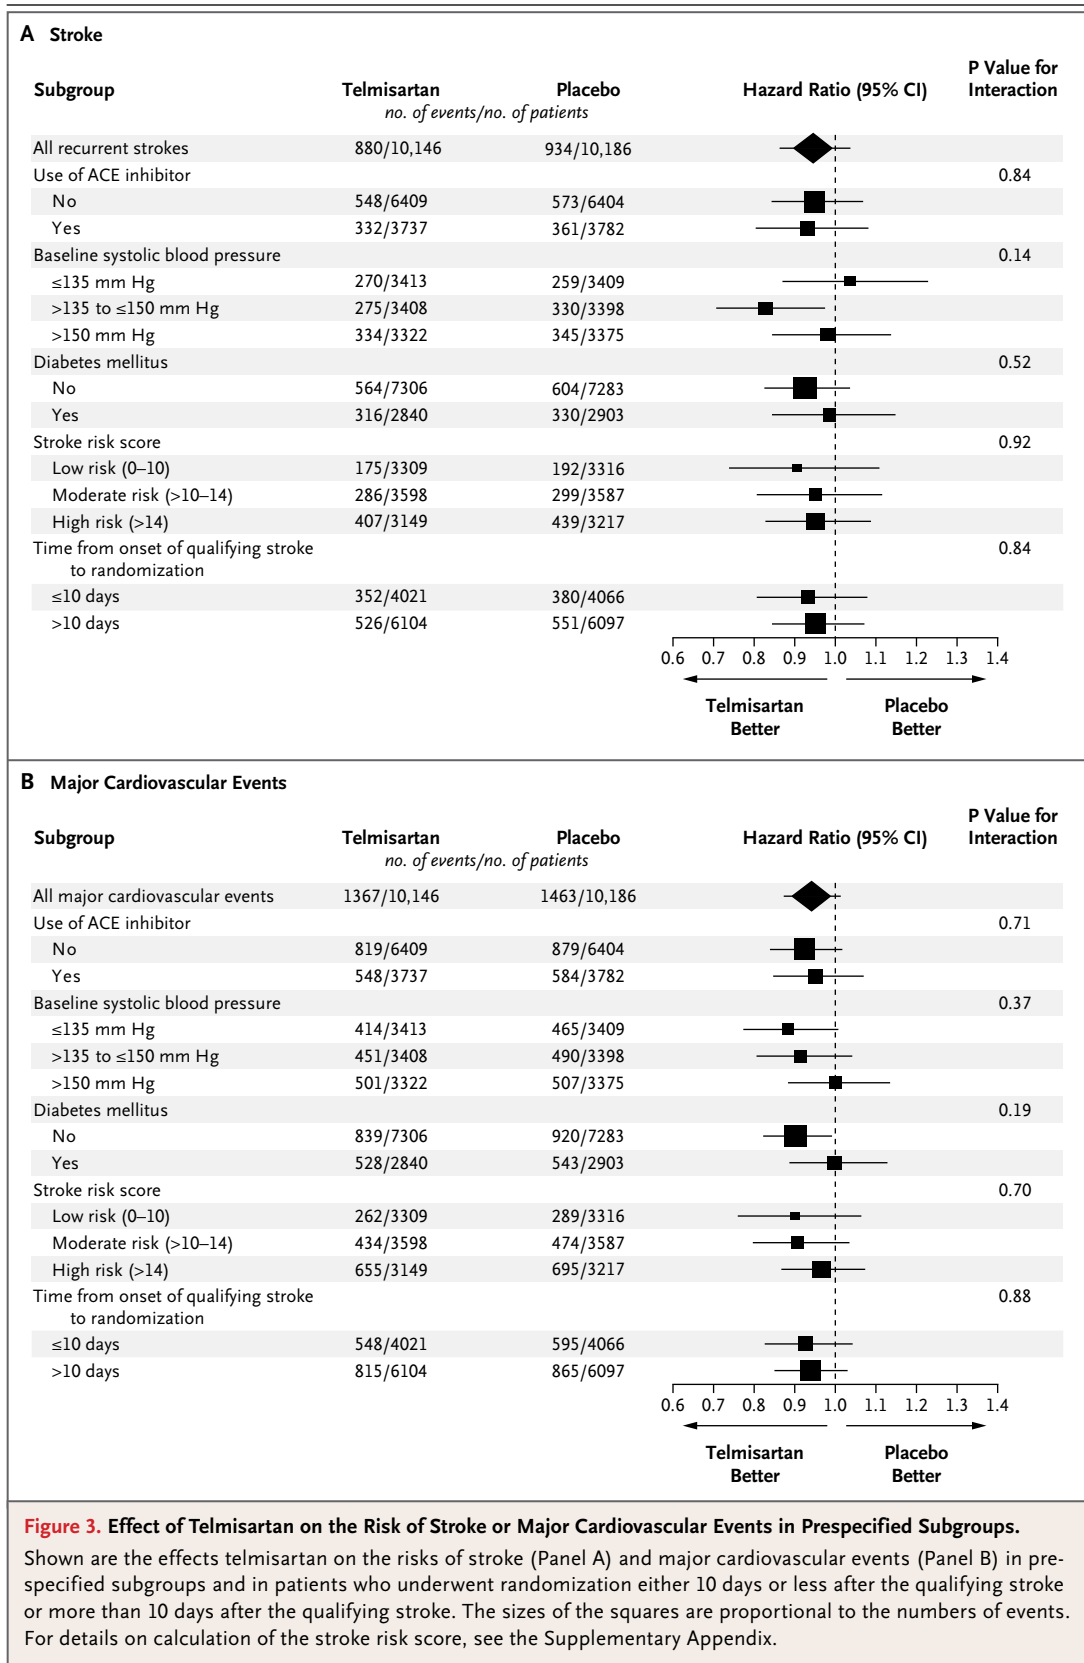 A Stroke
Subgroup Telmisartan Placebo Hazard Ratio (95% CI) P Value for Interaction
no. of events/no. of patients
All recurrent strokes 880/10,146 934/10,186
Use of ACE inhibitor 0.84
No 548/6409 573/6404
Yes 332/3737 361/3782
Baseline systolic blood pressure 0.14
≤135 mm Hg 270/3413 259/3409
>135 to ≤150 mm Hg 275/3408 330/3398
>150 mm Hg 334/3322 345/3375
Diabetes mellitus 0.52
No 564/7306 604/7283
Yes 316/2840 330/2903
Stroke risk score 0.92
Low risk (0–10) 175/3309 192/3316
Moderate risk (>10–14) 286/3598 299/3587
High risk (>14) 407/3149 439/3217
Time from onset of qualifying stroke 0.84
to randomization
≤10 days 352/4021 380/4066
>10 days 526/6104 551/6097
0.6 0.7 0.8 0.9 1.0 1.1 1.2 1.3 1.4
Telmisartan Better Placebo Better
B Major Cardiovascular Events
Subgroup Telmisartan Placebo Hazard Ratio (95% CI) P Value for Interaction
no. of events/no. of patients
All major cardiovascular events 1367/10,146 1463/10,186
Use of ACE inhibitor 0.71
No 819/6409 879/6404
Yes 548/3737 584/3782
Baseline systolic blood pressure 0.37
≤135 mm Hg 414/3413 465/3409
>135 to ≤150 mm Hg 451/3408 490/3398
>150 mm Hg 501/3322 507/3375
Diabetes mellitus 0.19
No 839/7306 920/7283
Yes 528/2840 543/2903
Stroke risk score 0.70
Low risk (0–10) 262/3309 289/3316
Moderate risk (>10–14) 434/3598 474/3587
High risk (>14) 655/3149 695/3217
Time from onset of qualifying stroke 0.88
to randomization
≤10 days 548/4021 595/4066
>10 days 815/6104 865/6097
0.6 0.7 0.8 0.9 1.0 1.1 1.2 1.3 1.4
Telmisartan Better Placebo Better
Figure 3. Effect of Telmisartan on the Risk of Stroke or Major Cardiovascular Events in Prespecified Subgroups.
Shown are the effects telmisartan on the risks of stroke (Panel A) and major cardiovascular events (Panel B) in pre-
specified subgroups and in patients who underwent randomization either 10 days or less after the qualifying stroke
or more than 10 days after the qualifying stroke. The sizes of the squares are proportional to the numbers of events.
For details on calculation of the stroke risk score, see the Supplementary Appendix.